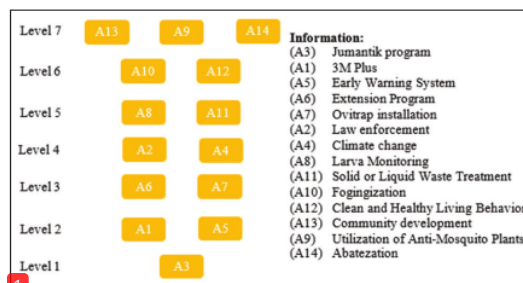 Level 7 A13 A9 A14
Level 6 A10 A12
Level 5 A8 A11
Level 4 A2 A4
Level 3 A6 A7
Level 2 A1 A5
Level 1 A3
Information:
(A3) Jumantik program
(A1) 3M Plus
(A5) Early Warning System
(A6) Extension Program
(A7) Ovitrap installation
(A2) Law enforcement
(A4) Climate change
(A8) Larva Monitoring
(A11) Solid or Liquid Waste Treatment
(A10) Fogingization
(A12) Clean and Healthy Living Behavior
(A13) Community development
(A9) Utilization of Anti-Mosquito Plants
(A14) Abatezation